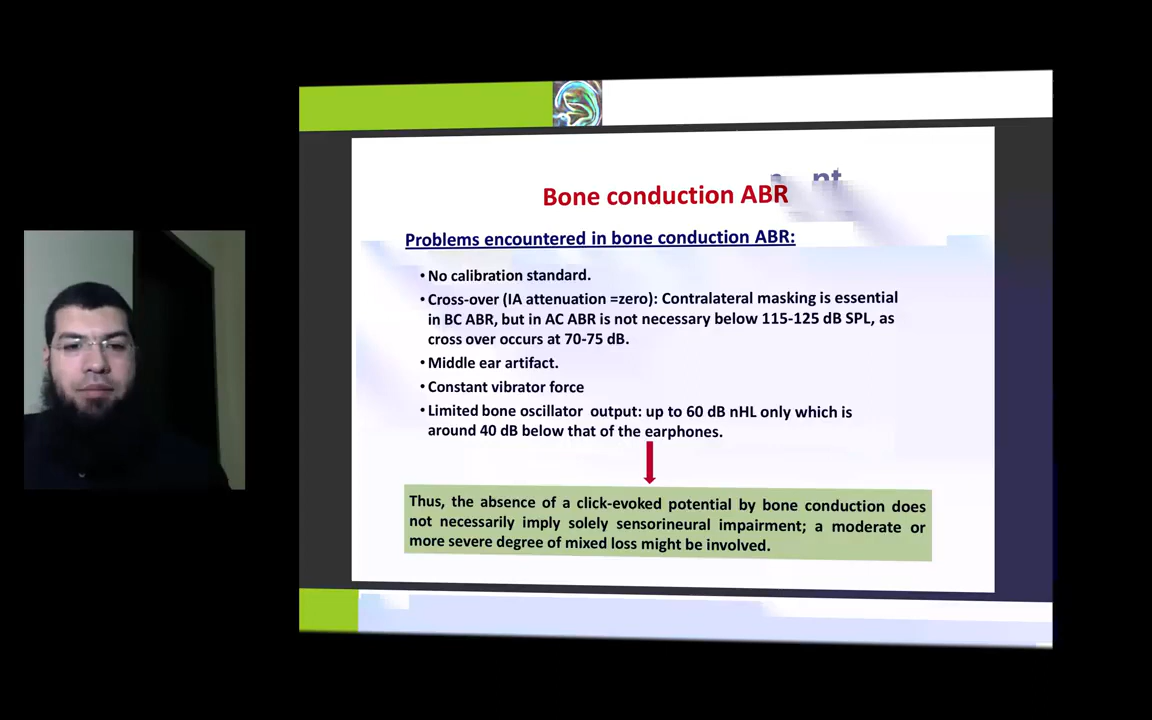 Bone conduction ABR
Problems encountered in bone conduction ABR:
• No calibration standard.
• Cross-over (IA attenuation =zero): Contralateral masking is essential
in BC ABR, but in AC ABR is not necessary below 115-125 dB SPL, as
cross over occurs at 70-75 dB.
• Middle ear artifact.
• Constant vibrator force
• Limited bone oscillator output: up to 60 dB nHL only which is
around 40 dB below that of the earphones.
Thus, the absence of a click-evoked potential by bone conduction does
not necessarily imply solely sensorineural impairment; a moderate or
more severe degree of mixed loss might be involved.